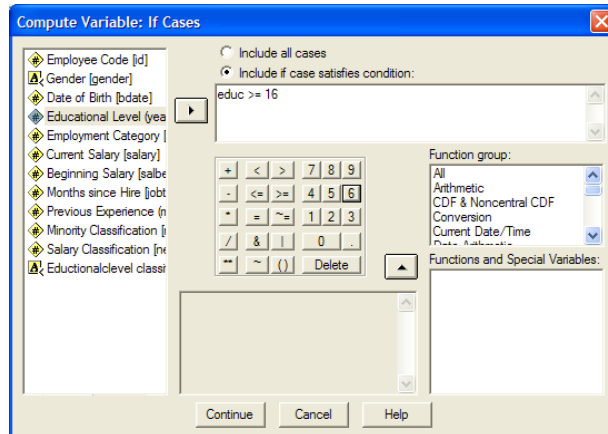 Compute Variable: If Cases
Employee Code [id]
Gender [gender]
Date of Birth [bdate]
Educational Level (yea
Employment Category [
Current Salary [salary]
Beginning Salary [salbe
Months since Hire [jobt
Previous Experience (m
Minority Classification [m
Salary Classification [ne
Eductionalclevel classif
Include all cases
Include if case satisfies condition:
educ >= 16
+ < > 7 8 9
- <= >= 4 5 6
* = ~= 1 2 3
/ & | 0 .
** ~ () Delete
Function group:
All
Arithmetic
CDF & Noncentral CDF
Conversion
Current Date/Time
Date Arithmetic
Functions and Special Variables:
Continue Cancel Help